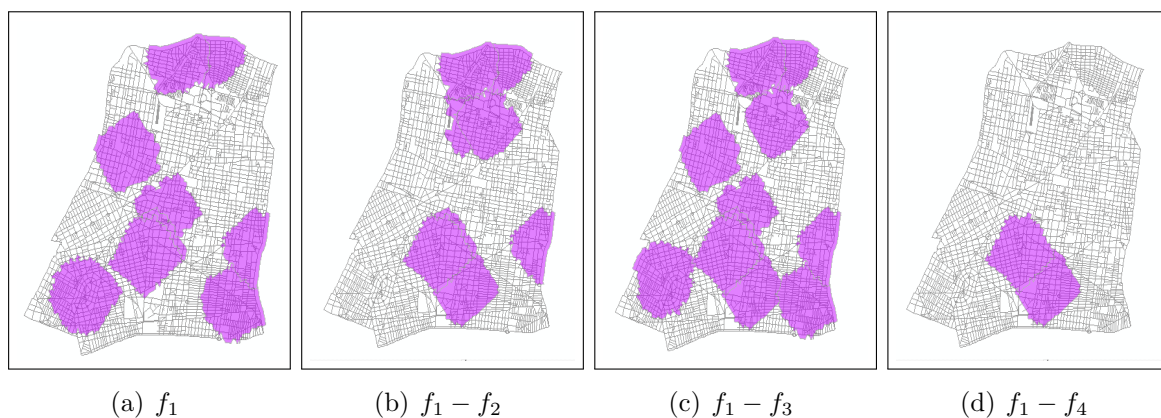 (a) f₁
(b) f₁ − f₂
(c) f₁ − f₃
(d) f₁ − f₄